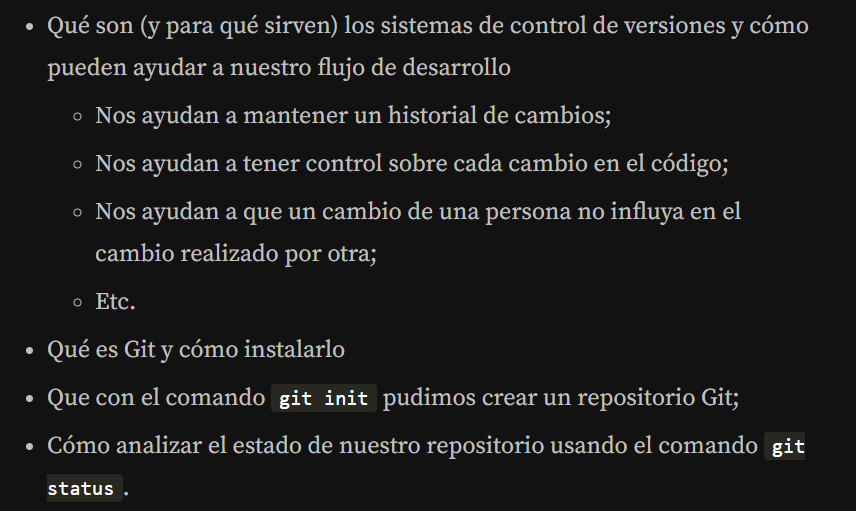 Qué son (y para qué sirven) los sistemas de control de versiones y cómo
pueden ayudar a nuestro flujo de desarrollo
Nos ayudan a mantener un historial de cambios;
Nos ayudan a tener control sobre cada cambio en el código;
Nos ayudan a que un cambio de una persona no influya en el
cambio realizado por otra;
Etc.
Qué es Git y cómo instalarlo
Que con el comando git init pudimos crear un repositorio Git;
Cómo analizar el estado de nuestro repositorio usando el comando git
status.